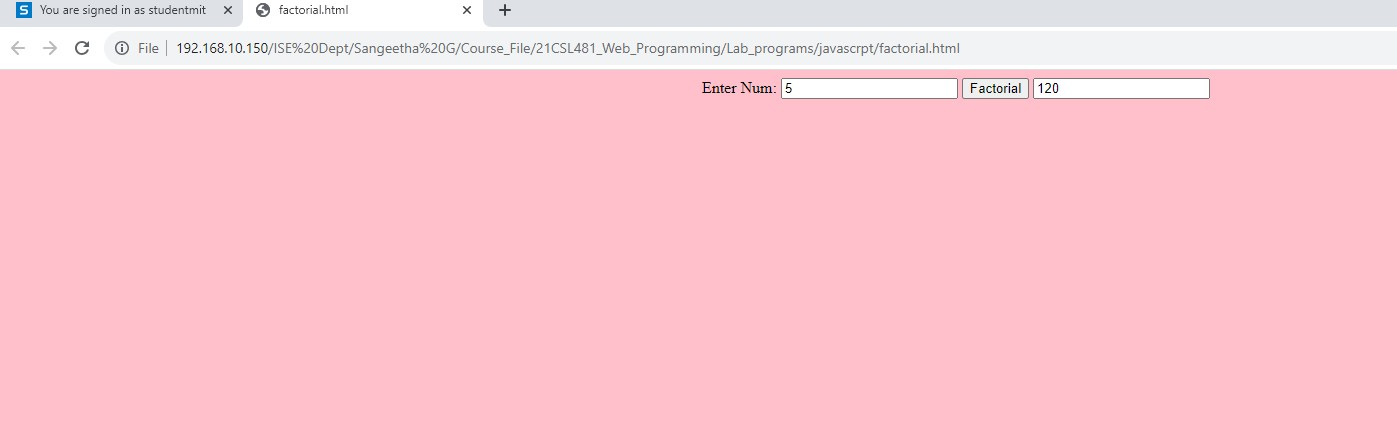 S You are signed in as studentmit factorial.html
File 192.168.10.150/ISE%20Dept/Sangeetha%20G/Course_File/21CSL481_Web_Programming/Lab_programs/javascrpt/factorial.html
Enter Num: 5 Factorial 120